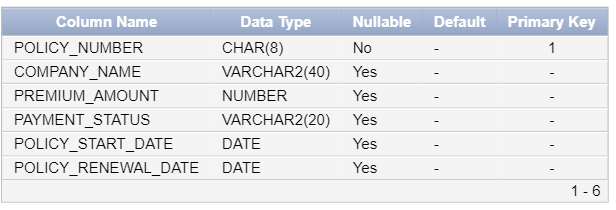 Column Name Data Type Nullable Default Primary Key
POLICY_NUMBER CHAR(8) No - 1
COMPANY_NAME VARCHAR2(40) Yes - -
PREMIUM_AMOUNT NUMBER Yes - -
PAYMENT_STATUS VARCHAR2(20) Yes - -
POLICY_START_DATE DATE Yes - -
POLICY_RENEWAL_DATE DATE Yes - -
1 - 6